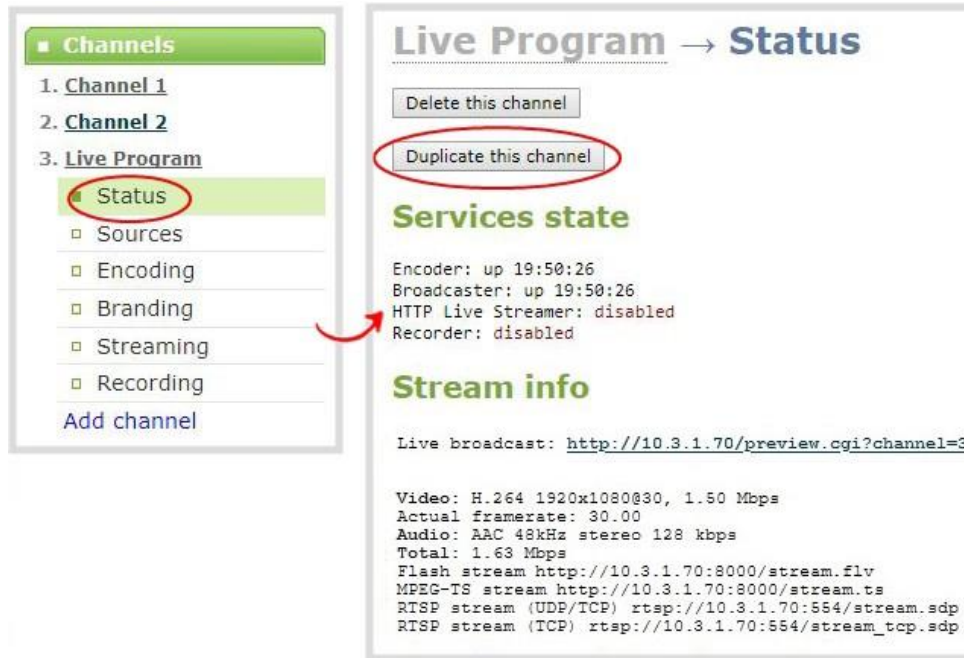 Channels
1. Channel 1
2. Channel 2
3. Live Program
Status
Sources
Encoding
Branding
Streaming
Recording
Add channel
Live Program → Status
Delete this channel
Duplicate this channel
Services state
Encoder: up 19:50:26
Broadcaster: up 19:50:26
HTTP Live Streamer: disabled
Recorder: disabled
Stream info
Live broadcast: http://10.3.1.70/preview.cgi?channel=3
Video: H.264 1920x1080@30, 1.50 Mbps
Actual framerate: 30.00
Audio: AAC 48kHz stereo 128 kbps
Total: 1.63 Mbps
Flash stream http://10.3.1.70:8000/stream.flv
MPEG-TS stream http://10.3.1.70:8000/stream.ts
RTSP stream (UDP/TCP) rtsp://10.3.1.70:554/stream.sdp
RTSP stream (TCP) rtsp://10.3.1.70:554/stream_tcp.sdp